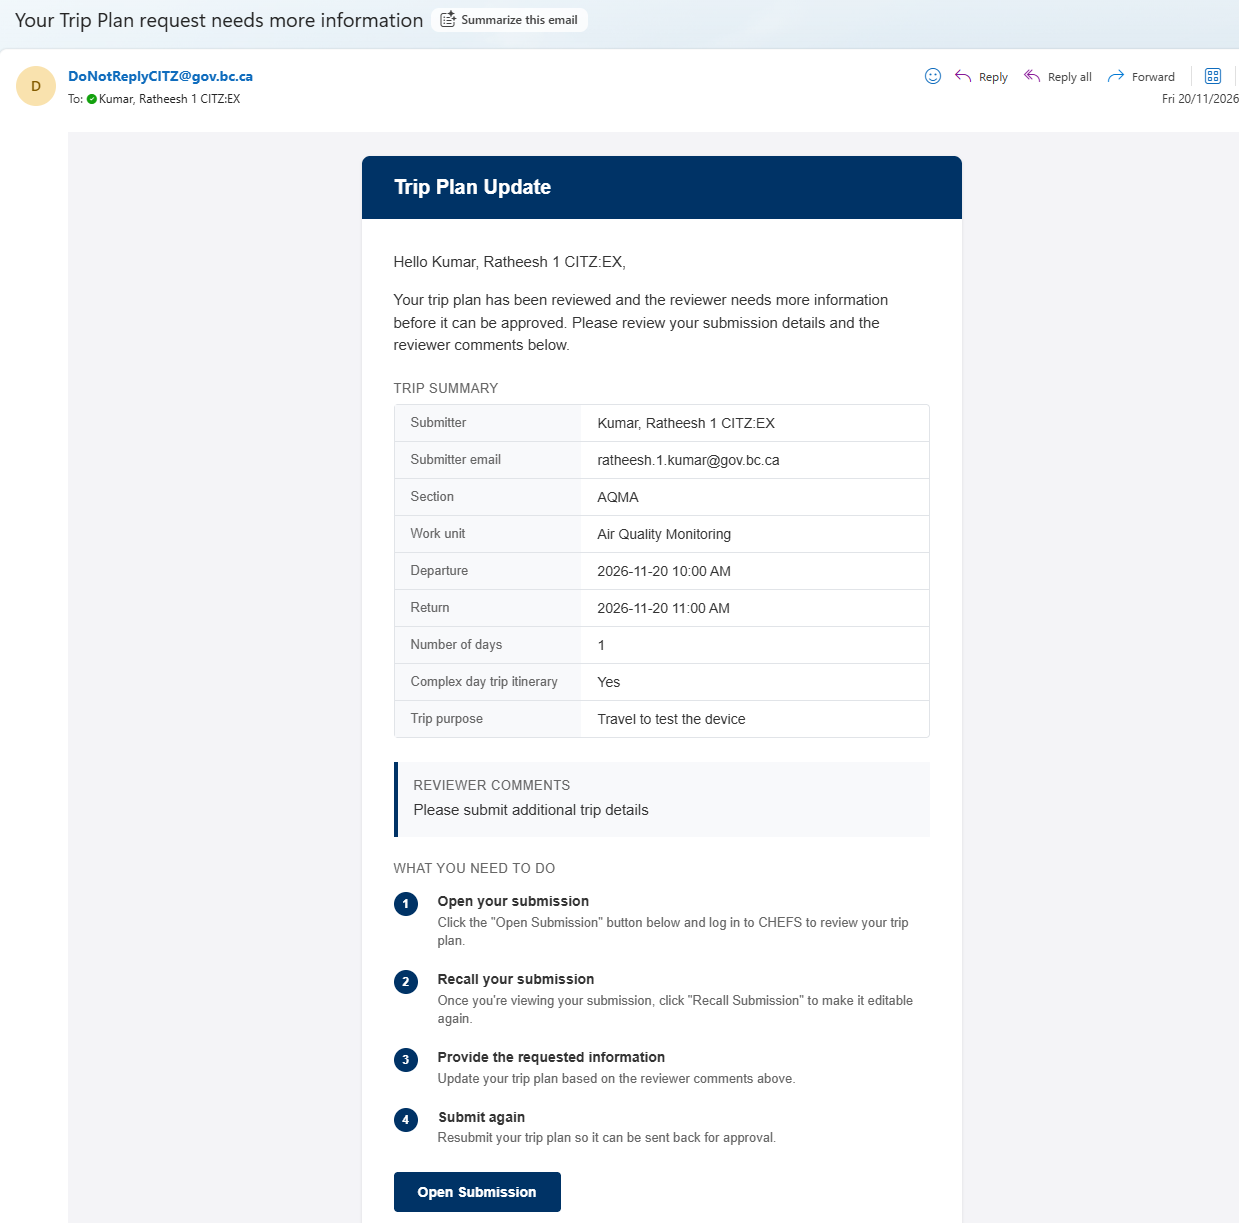 Your Trip Plan request needs more information
Summarize this email
D
DoNotReplyCITZ@gov.bc.ca
To: Kumar, Ratheesh 1 CITZ:EX
Reply
Reply all
Forward
Fri 20/11/2026
Trip Plan Update
Hello Kumar, Ratheesh 1 CITZ:EX,
Your trip plan has been reviewed and the reviewer needs more information
before it can be approved. Please review your submission details and the
reviewer comments below.
TRIP SUMMARY
Submitter Kumar, Ratheesh 1 CITZ:EX
Submitter email ratheesh.1.kumar@gov.bc.ca
Section AQMA
Work unit Air Quality Monitoring
Departure 2026-11-20 10:00 AM
Return 2026-11-20 11:00 AM
Number of days 1
Complex day trip itinerary Yes
Trip purpose Travel to test the device
REVIEWER COMMENTS
Please submit additional trip details
WHAT YOU NEED TO DO
1 Open your submission
Click the "Open Submission" button below and log in to CHEFS to review your trip
plan.
2 Recall your submission
Once you're viewing your submission, click "Recall Submission" to make it editable
again.
3 Provide the requested information
Update your trip plan based on the reviewer comments above.
4 Submit again
Resubmit your trip plan so it can be sent back for approval.
Open Submission